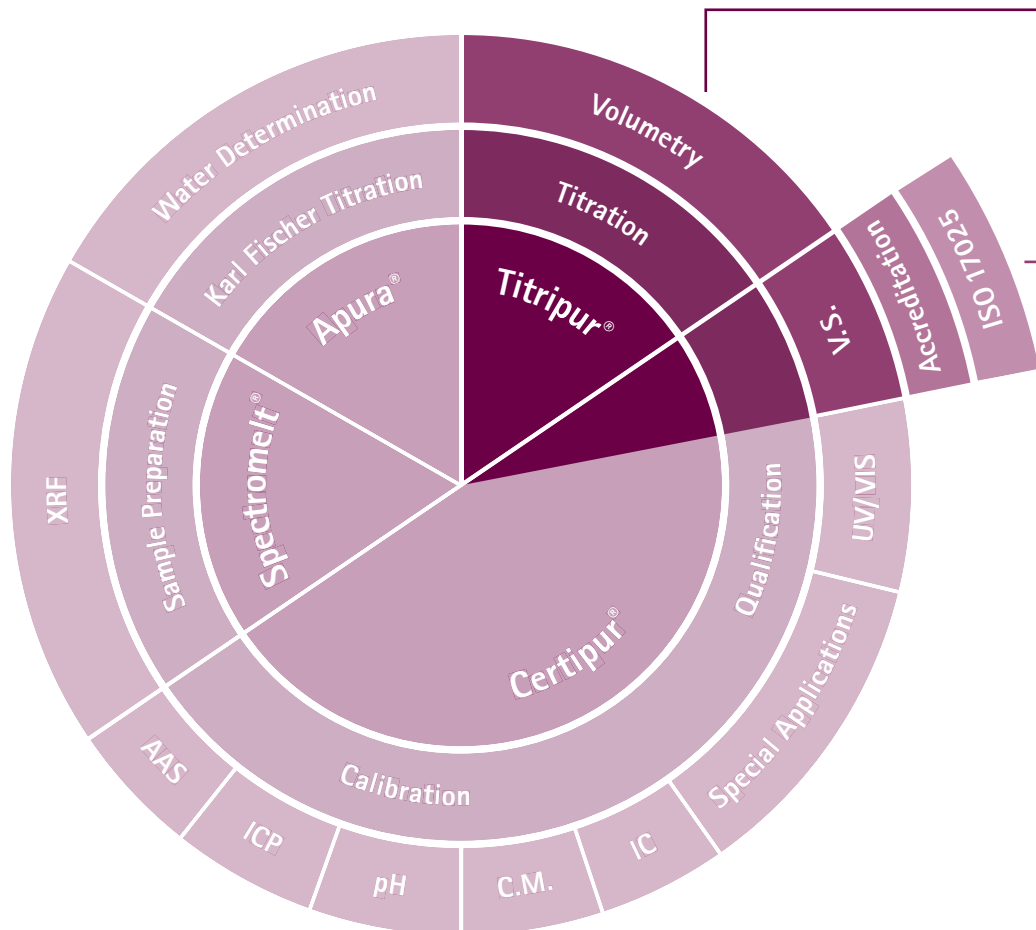 Water Determination
Volumetry
Karl Fischer Titration
Titration
Apura®
Titripur®
V.S.
Accreditation
ISO 17025
XRF
Sample Preparation
Spectromelt®
Certipur®
Qualification
UV/VIS
Special Applications
Calibration
AAS
ICP
pH
C.M.
IC